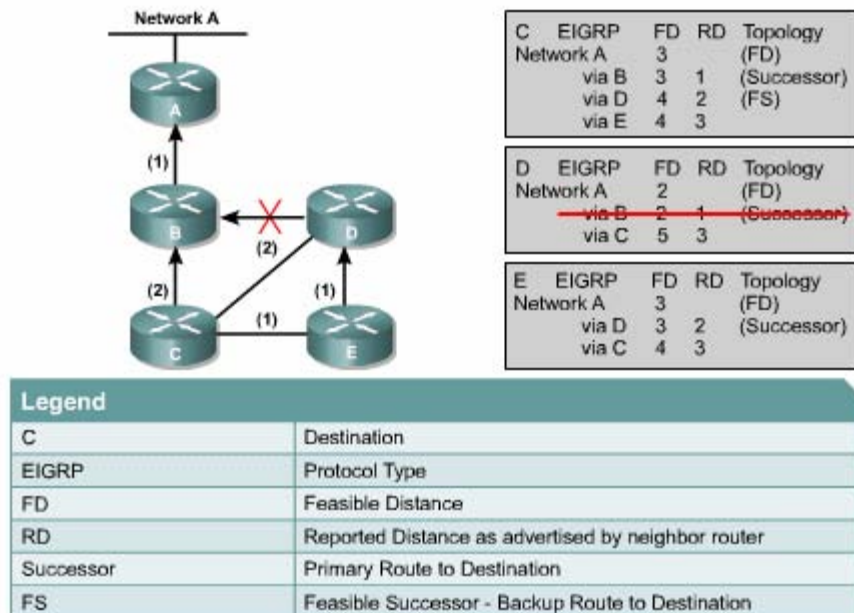 Network A
A
(1)
B
D
(2)
(2)
(1)
(1)
C
E
C EIGRP FD RD Topology
Network A 3 (FD)
via B 3 1 (Successor)
via D 4 2 (FS)
via E 4 3
D EIGRP FD RD Topology
Network A 2 (FD)
via B 2 1 (Successor)
via C 5 3
E EIGRP FD RD Topology
Network A 3 (FD)
via D 3 2 (Successor)
via C 4 3
Legend
C Destination
EIGRP Protocol Type
FD Feasible Distance
RD Reported Distance as advertised by neighbor router
Successor Primary Route to Destination
FS Feasible Successor - Backup Route to Destination